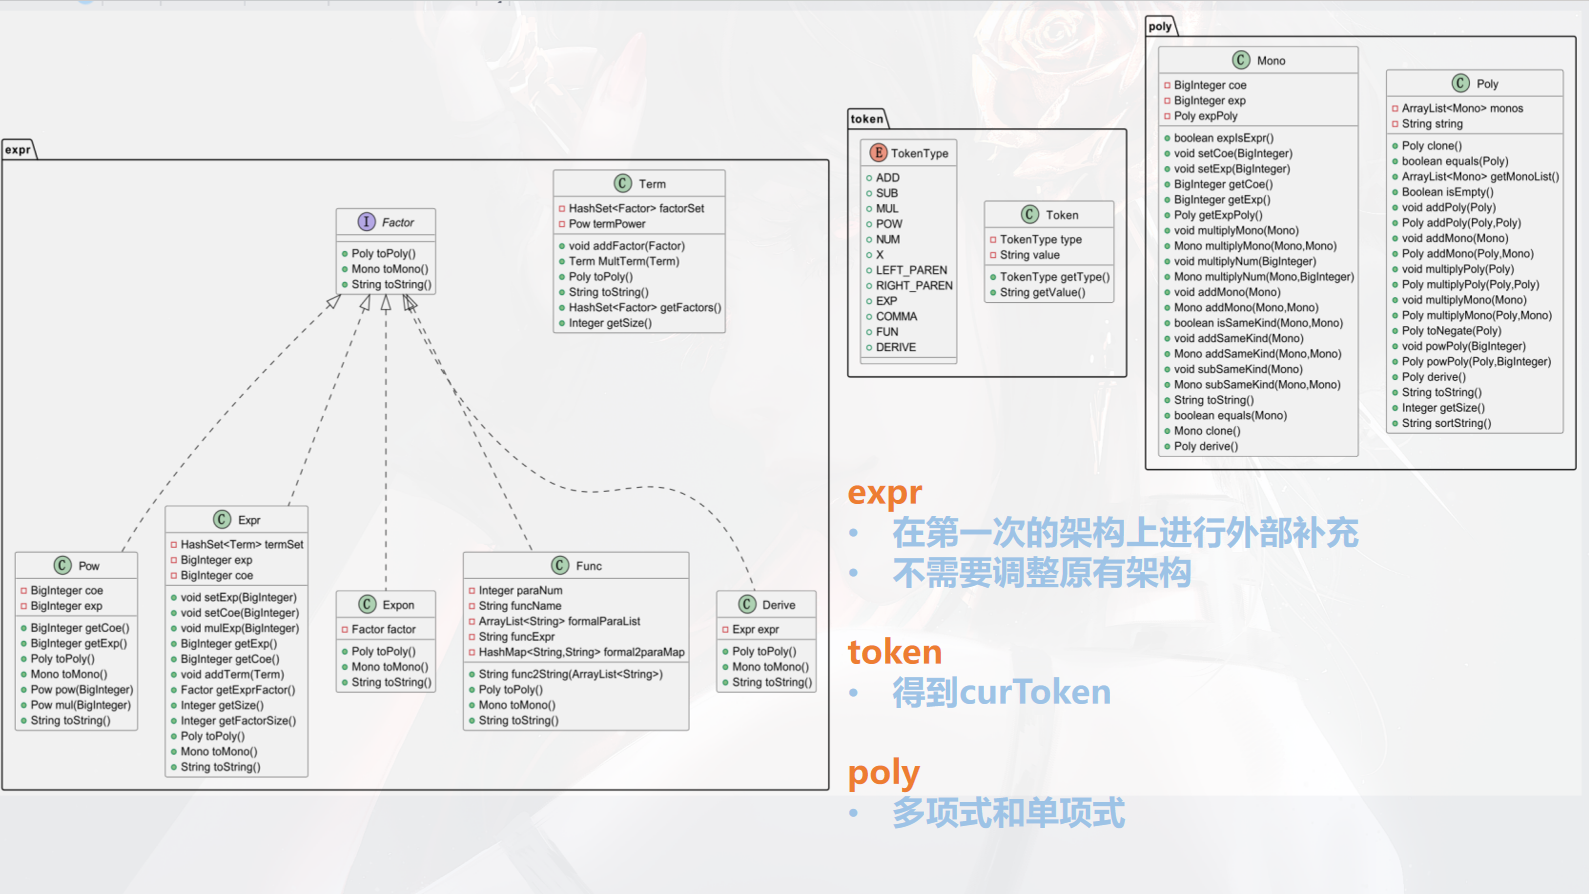 expr
I Factor
Poly toPoly()
Mono toMono()
String toString()
C Term
HashSet<Factor> factorSet
Pow termPower
void addFactor(Factor)
Term MultTerm(Term)
Poly toPoly()
String toString()
HashSet<Factor> getFactors()
Integer getSize()
C Pow
BigInteger coe
BigInteger exp
BigInteger getCoe()
BigInteger getExp()
Poly toPoly()
Mono toMono()
Pow pow(BigInteger)
Pow mul(BigInteger)
String toString()
C Expr
HashSet<Term> termSet
BigInteger exp
BigInteger coe
void setExp(BigInteger)
void setCoe(BigInteger)
void mulExp(BigInteger)
BigInteger getExp()
BigInteger getCoe()
void addTerm(Term)
Factor getExprFactor()
Integer getSize()
Integer getFactorSize()
Poly toPoly()
Mono toMono()
String toString()
C Expon
Factor factor
Poly toPoly()
Mono toMono()
String toString()
C Func
Integer paraNum
String funcName
ArrayList<String> formalParaList
String funcExpr
HashMap<String,String> formal2paraMap
String func2String(ArrayList<String>)
Poly toPoly()
Mono toMono()
String toString()
C Derive
Expr expr
Poly toPoly()
Mono toMono()
String toString()
token
E TokenType
ADD
SUB
MUL
POW
NUM
X
LEFT_PAREN
RIGHT_PAREN
EXP
COMMA
FUN
DERIVE
C Token
TokenType type
String value
TokenType getType()
String getValue()
poly
C Mono
BigInteger coe
BigInteger exp
Poly expPoly
boolean expIsExpr()
void setCoe(BigInteger)
void setExp(BigInteger)
BigInteger getCoe()
BigInteger getExp()
Poly getExpPoly()
void multiplyMono(Mono)
Mono multiplyMono(Mono,Mono)
void multiplyNum(BigInteger)
Mono multiplyNum(Mono,BigInteger)
void addMono(Mono)
Mono addMono(Mono,Mono)
boolean isSameKind(Mono,Mono)
void addSameKind(Mono)
Mono addSameKind(Mono,Mono)
void subSameKind(Mono)
Mono subSameKind(Mono,Mono)
String toString()
boolean equals(Mono)
Mono clone()
Poly derive()
C Poly
ArrayList<Mono> monos
String string
Poly clone()
boolean equals(Poly)
ArrayList<Mono> getMonoList()
Boolean isEmpty()
void addPoly(Poly)
Poly addPoly(Poly,Poly)
void addMono(Mono)
Poly addMono(Poly,Mono)
void multiplyPoly(Poly)
Poly multiplyPoly(Poly,Poly)
void multiplyMono(Mono)
Poly multiplyMono(Poly,Mono)
Poly toNegate(Poly)
void powPoly(BigInteger)
Poly powPoly(Poly,BigInteger)
Poly derive()
String toString()
Integer getSize()
String sortString()
expr
• 在第一次的架构上进行外部补充
• 不需要调整原有架构
token
• 得到curToken
poly
• 多项式和单项式